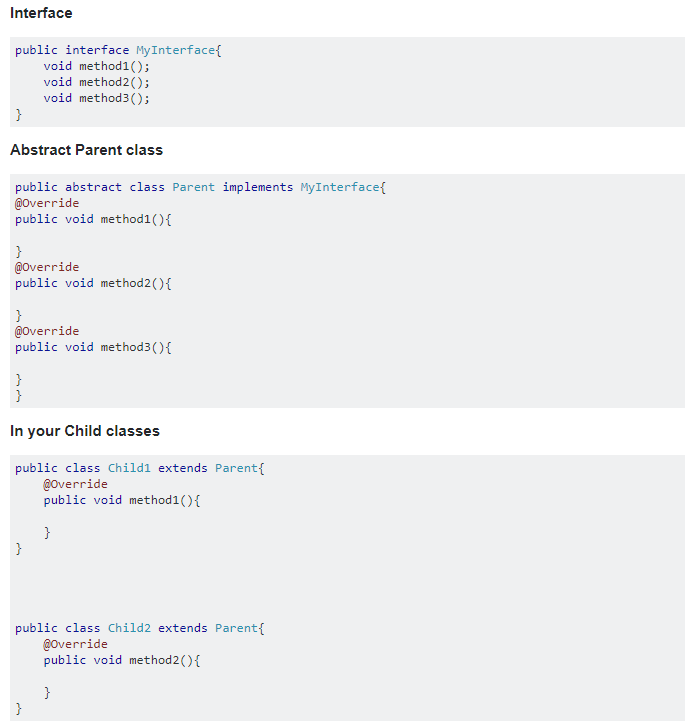 Interface
public interface MyInterface{
    void method1();
    void method2();
    void method3();
}
Abstract Parent class
public abstract class Parent implements MyInterface{
@Override
public void method1(){
}
@Override
public void method2(){
}
@Override
public void method3(){
}
}
In your Child classes
public class Child1 extends Parent{
    @Override
    public void method1(){
    }
}
public class Child2 extends Parent{
    @Override
    public void method2(){
    }
}